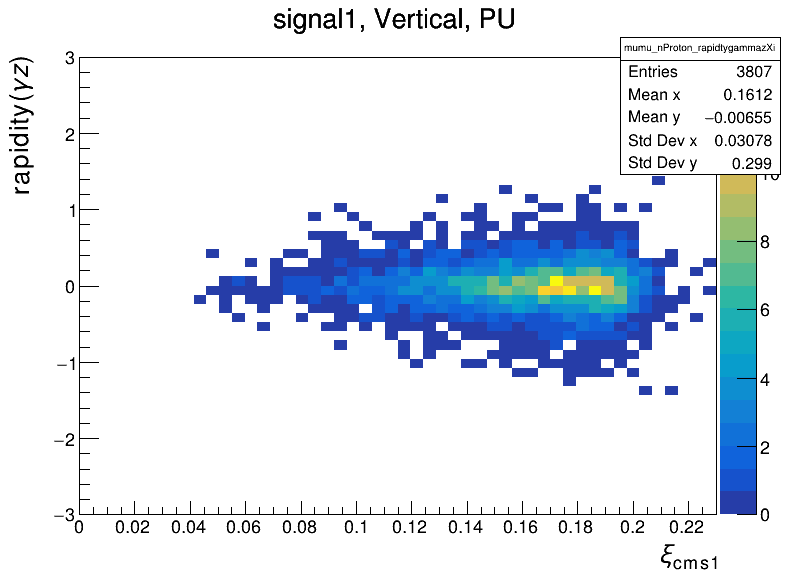 signal1, Vertical, PU
mumu_nProton_rapidtygammazXi
Entries 3807
Mean x 0.1612
Mean y −0.00655
Std Dev x 0.03078
Std Dev y 0.299
rapidity(γz)
3
2
1
0
−1
−2
−3
0 0.02 0.04 0.06 0.08 0.1 0.12 0.14 0.16 0.18 0.2 0.22
ξcms1
8
6
4
2
0